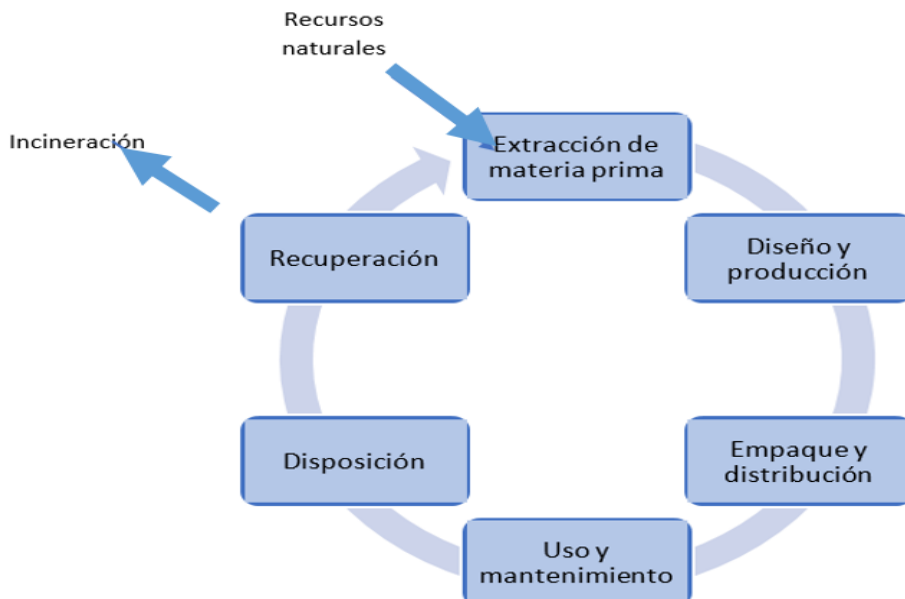 Recursos
naturales
Incineración
Extracción de
materia prima
Recuperación
Diseño y
producción
Disposición
Empaque y
distribución
Uso y
mantenimiento